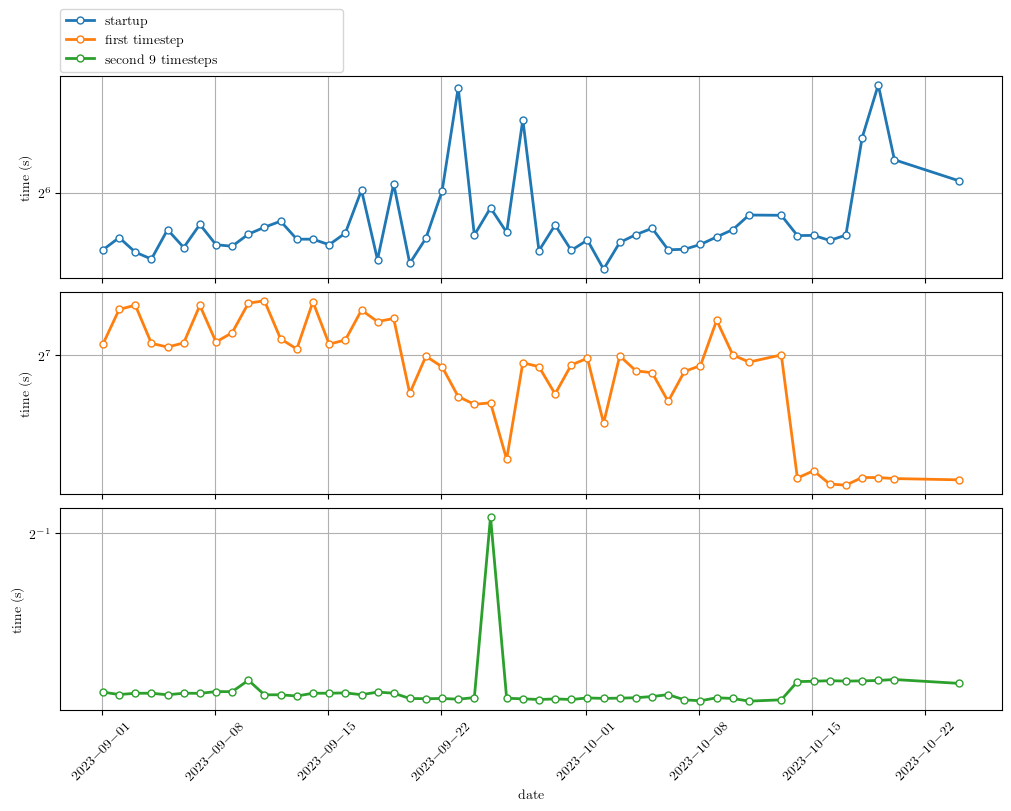 startup
first timestep
second 9 timesteps
time (s)
2^6
time (s)
2^7
time (s)
2^−1
2023−09−01
2023−09−08
2023−09−15
2023−09−22
2023−10−01
2023−10−08
2023−10−15
2023−10−22
date